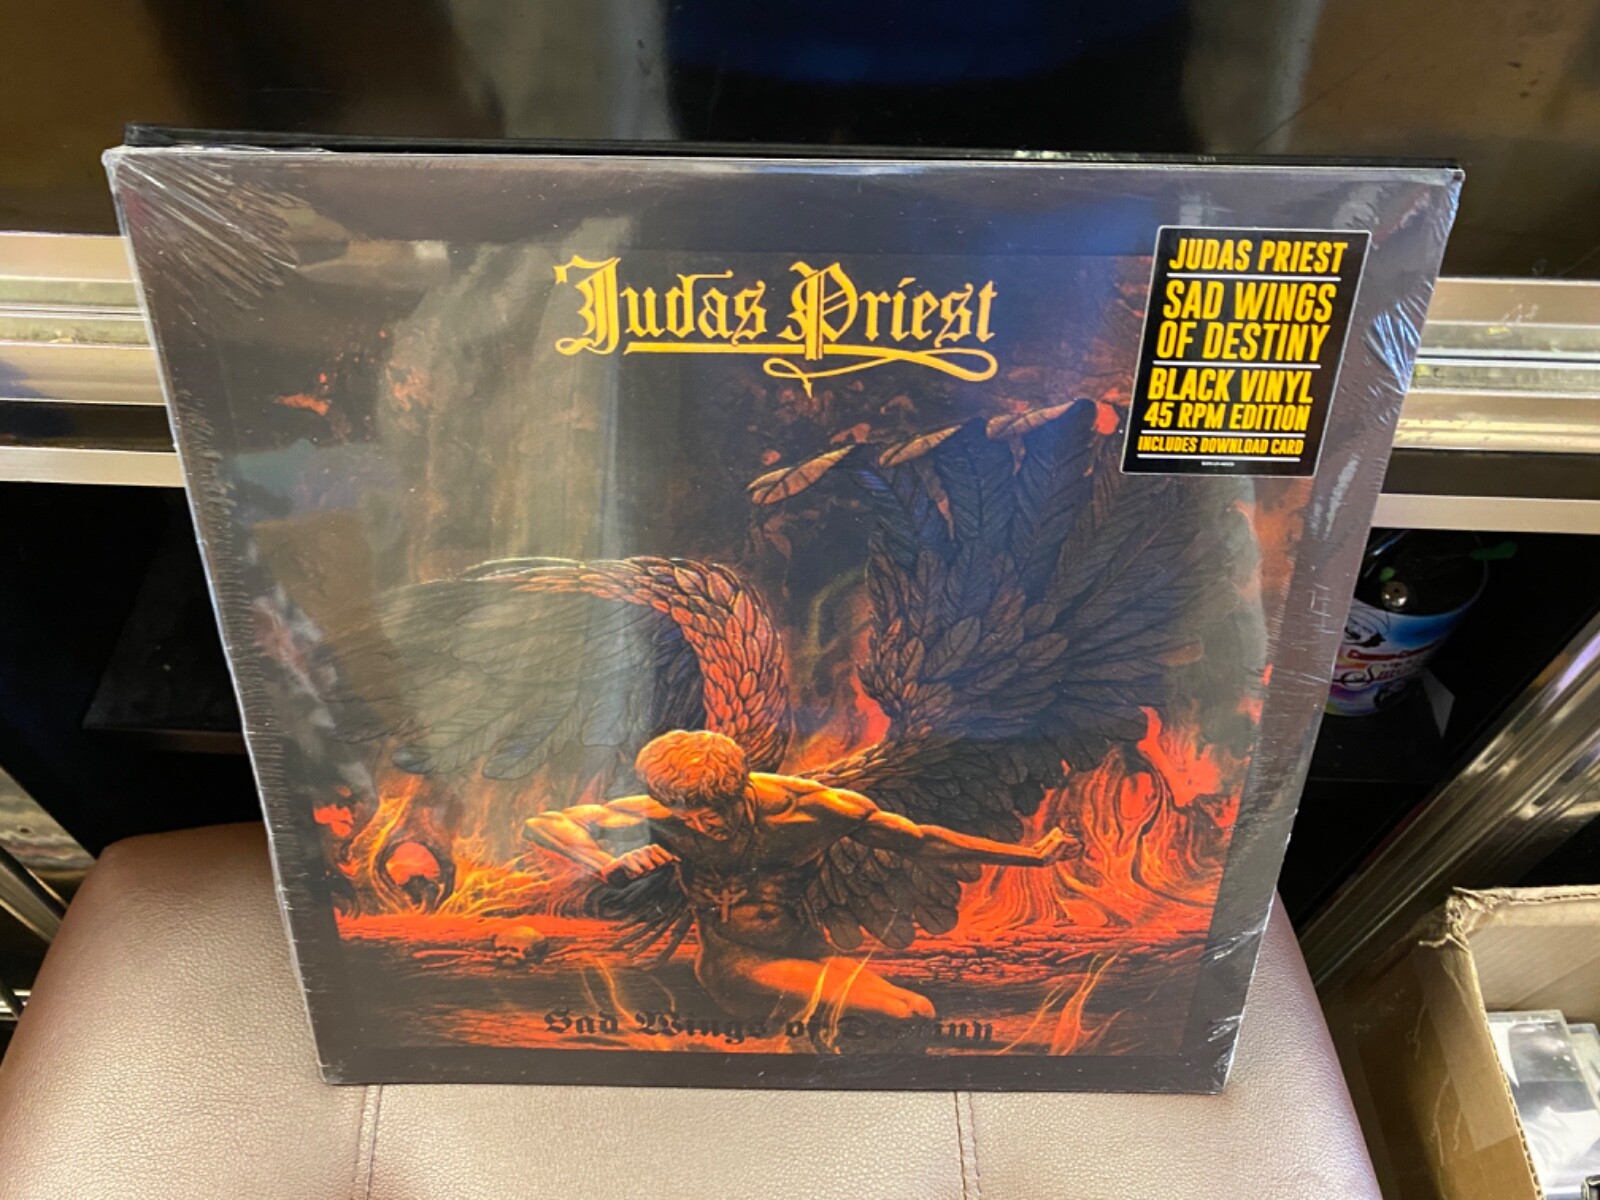 Judas Priest
JUDAS PRIEST
SAD WINGS
OF DESTINY
BLACK VINYL
45 RPM EDITION
INCLUDES DOWNLOAD CARD
Sad Wings of Destiny